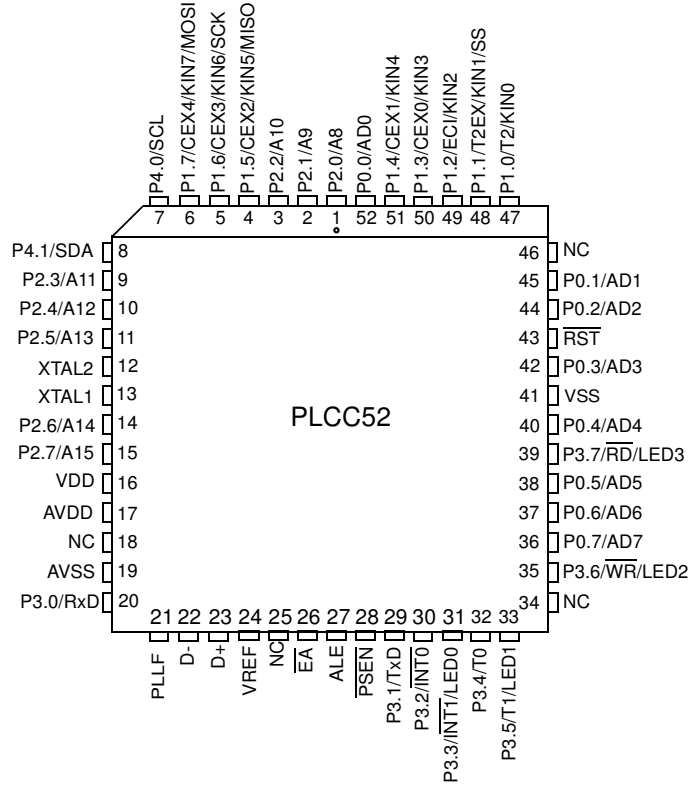 P4.0/SCL
P1.7/CEX4/KIN7/MOSI
P1.6/CEX3/KIN6/SCK
P1.5/CEX2/KIN5/MISO
P2.2/A10
P2.1/A9
P2.0/A8
P0.0/AD0
P1.4/CEX1/KIN4
P1.3/CEX0/KIN3
P1.2/ECI/KIN2
P1.1/T2EX/KIN1/SS
P1.0/T2/KIN0
7 6 5 4 3 2 1 52 51 50 49 48 47
P4.1/SDA 8
P2.3/A11 9
P2.4/A12 10
P2.5/A13 11
XTAL2 12
XTAL1 13
P2.6/A14 14
P2.7/A15 15
VDD 16
AVDD 17
NC 18
AVSS 19
P3.0/RxD 20
PLCC52
46 NC
45 P0.1/AD1
44 P0.2/AD2
43 RST
42 P0.3/AD3
41 VSS
40 P0.4/AD4
39 P3.7/RD/LED3
38 P0.5/AD5
37 P0.6/AD6
36 P0.7/AD7
35 P3.6/WR/LED2
34 NC
21 22 23 24 25 26 27 28 29 30 31 32 33
PLLF
D-
D+
VREF
NC
EA
ALE
PSEN
P3.1/TxD
P3.2/INT0
P3.3/INT1/LED0
P3.4/T0
P3.5/T1/LED1